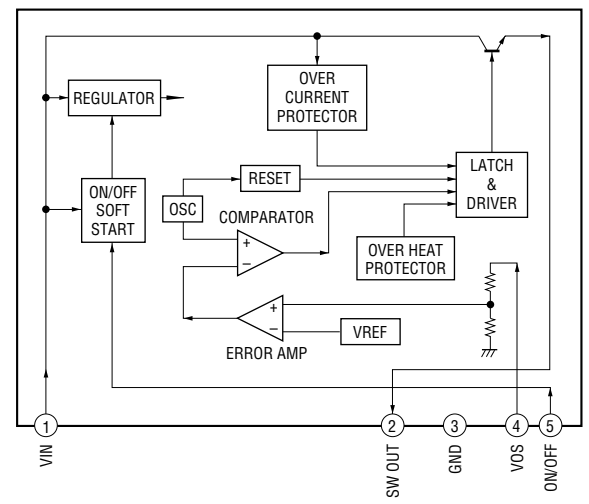 REGULATOR
OVER
CURRENT
PROTECTOR
ON/OFF
SOFT
START
OSC
RESET
LATCH
&
DRIVER
COMPARATOR
+
−
OVER HEAT
PROTECTOR
+
−
VREF
ERROR AMP
1
2
3
4
5
VIN
SW OUT
GND
VOS
ON/OFF